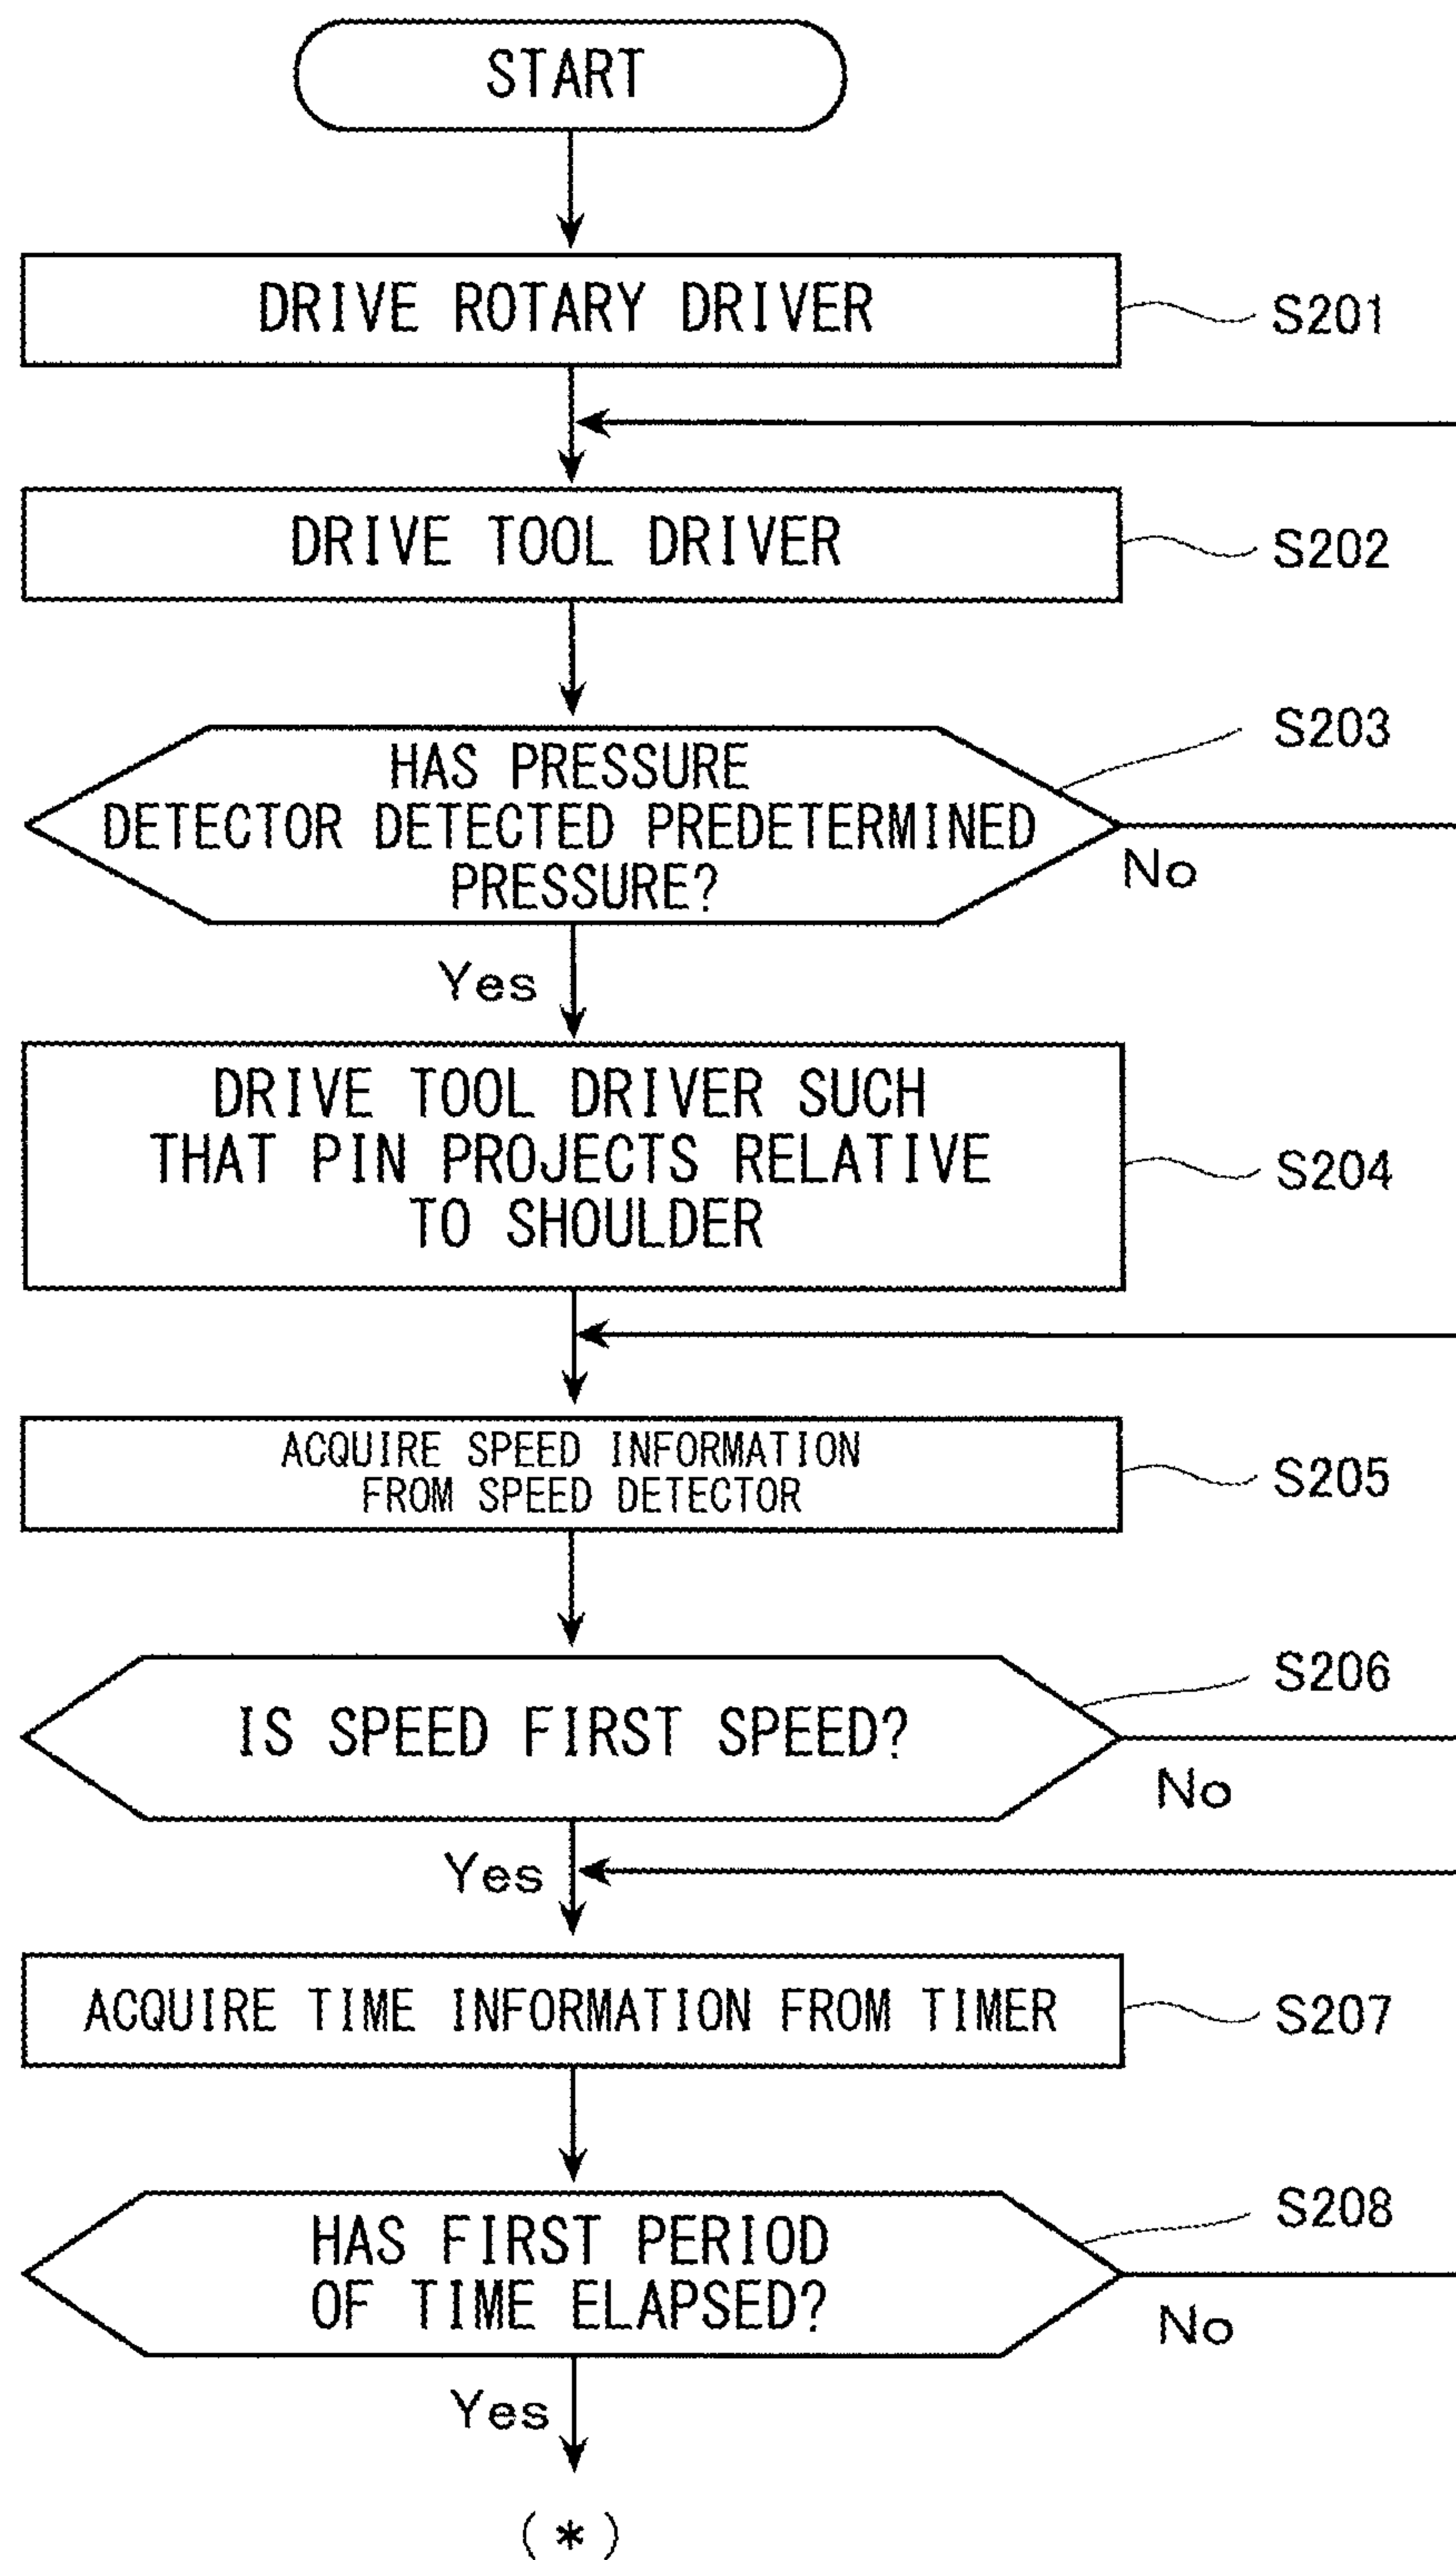 START
DRIVE ROTARY DRIVER
S201
DRIVE TOOL DRIVER
S202
HAS PRESSURE
DETECTOR DETECTED PREDETERMINED
PRESSURE?
S203
No
Yes
DRIVE TOOL DRIVER SUCH
THAT PIN PROJECTS RELATIVE
TO SHOULDER
S204
ACQUIRE SPEED INFORMATION
FROM SPEED DETECTOR
S205
IS SPEED FIRST SPEED?
S206
No
Yes
ACQUIRE TIME INFORMATION FROM TIMER
S207
HAS FIRST PERIOD
OF TIME ELAPSED?
S208
No
Yes
(*)